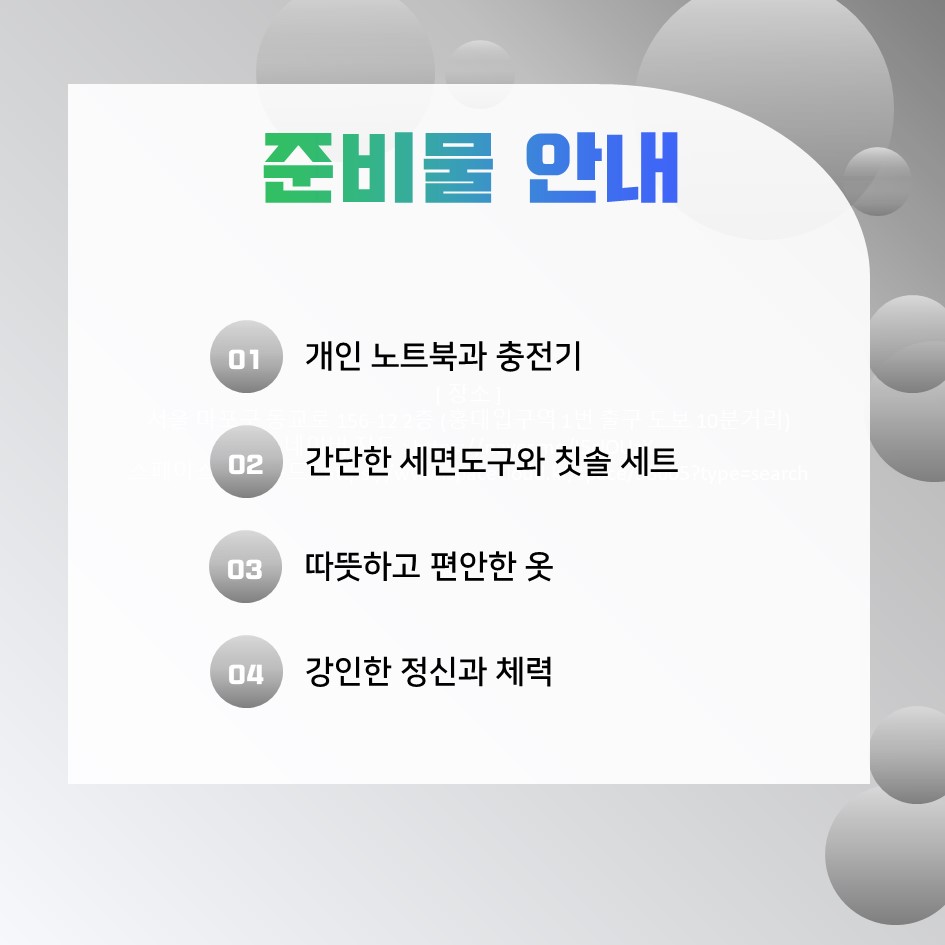 준비물 안내
01 개인 노트북과 충전기
[ 장소 ]
서울 마포구 동교로 156-12 2층 (홍대입구역 1번 출구 도보 10분거리)
02 간단한 세면도구와 칫솔 세트
?type=search
03 따뜻하고 편안한 옷
04 강인한 정신과 체력